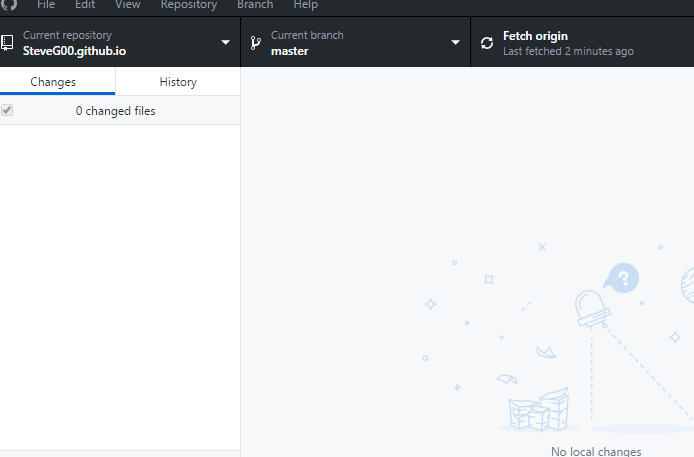 File Edit View Repository Branch Help
Current repository
SteveG00.github.io
Current branch
master
Fetch origin
Last fetched 2 minutes ago
Changes History
0 changed files
?
No local changes